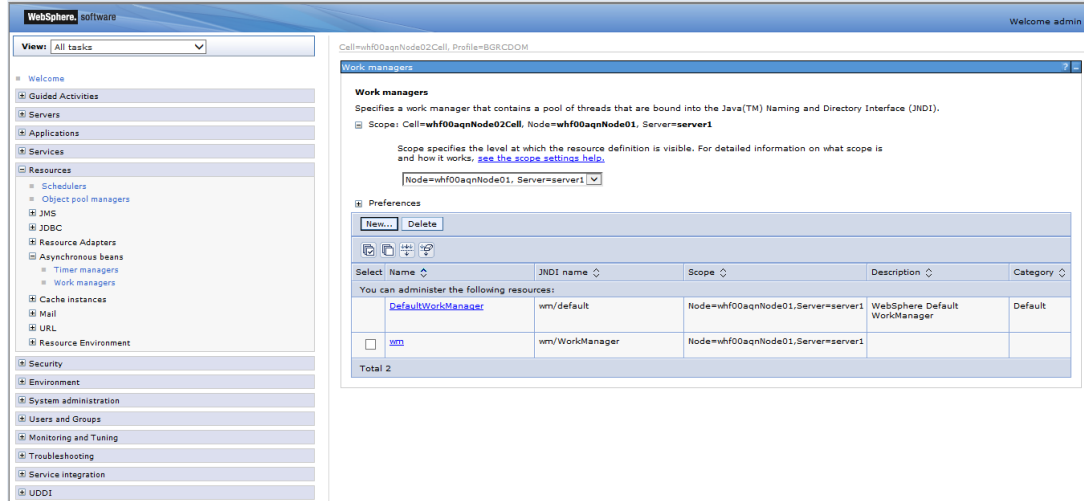 WebSphere. software
Welcome admin
View: All tasks
Cell=whf00aqnNode02Cell, Profile=BGRCDOM
Welcome
Guided Activities
Servers
Applications
Services
Resources
Schedulers
Object pool managers
JMS
JDBC
Resource Adapters
Asynchronous beans
Timer managers
Work managers
Cache instances
Mail
URL
Resource Environment
Security
Environment
System administration
Users and Groups
Monitoring and Tuning
Troubleshooting
Service integration
UDDI
Work managers ? -
Work managers
Specifies a work manager that contains a pool of threads that are bound into the Java(TM) Naming and Directory Interface (JNDI).
Scope: Cell=whf00aqnNode02Cell, Node=whf00aqnNode01, Server=server1
Scope specifies the level at which the resource definition is visible. For detailed information on what scope is
and how it works, see the scope settings help.
Node=whf00aqnNode01, Server=server1
Preferences
New... Delete
Select Name JNDI name Scope Description Category
You can administer the following resources:
DefaultWorkManager wm/default Node=whf00aqnNode01,Server=server1 WebSphere Default Default
WorkManager
wm wm/WorkManager Node=whf00aqnNode01,Server=server1
Total 2